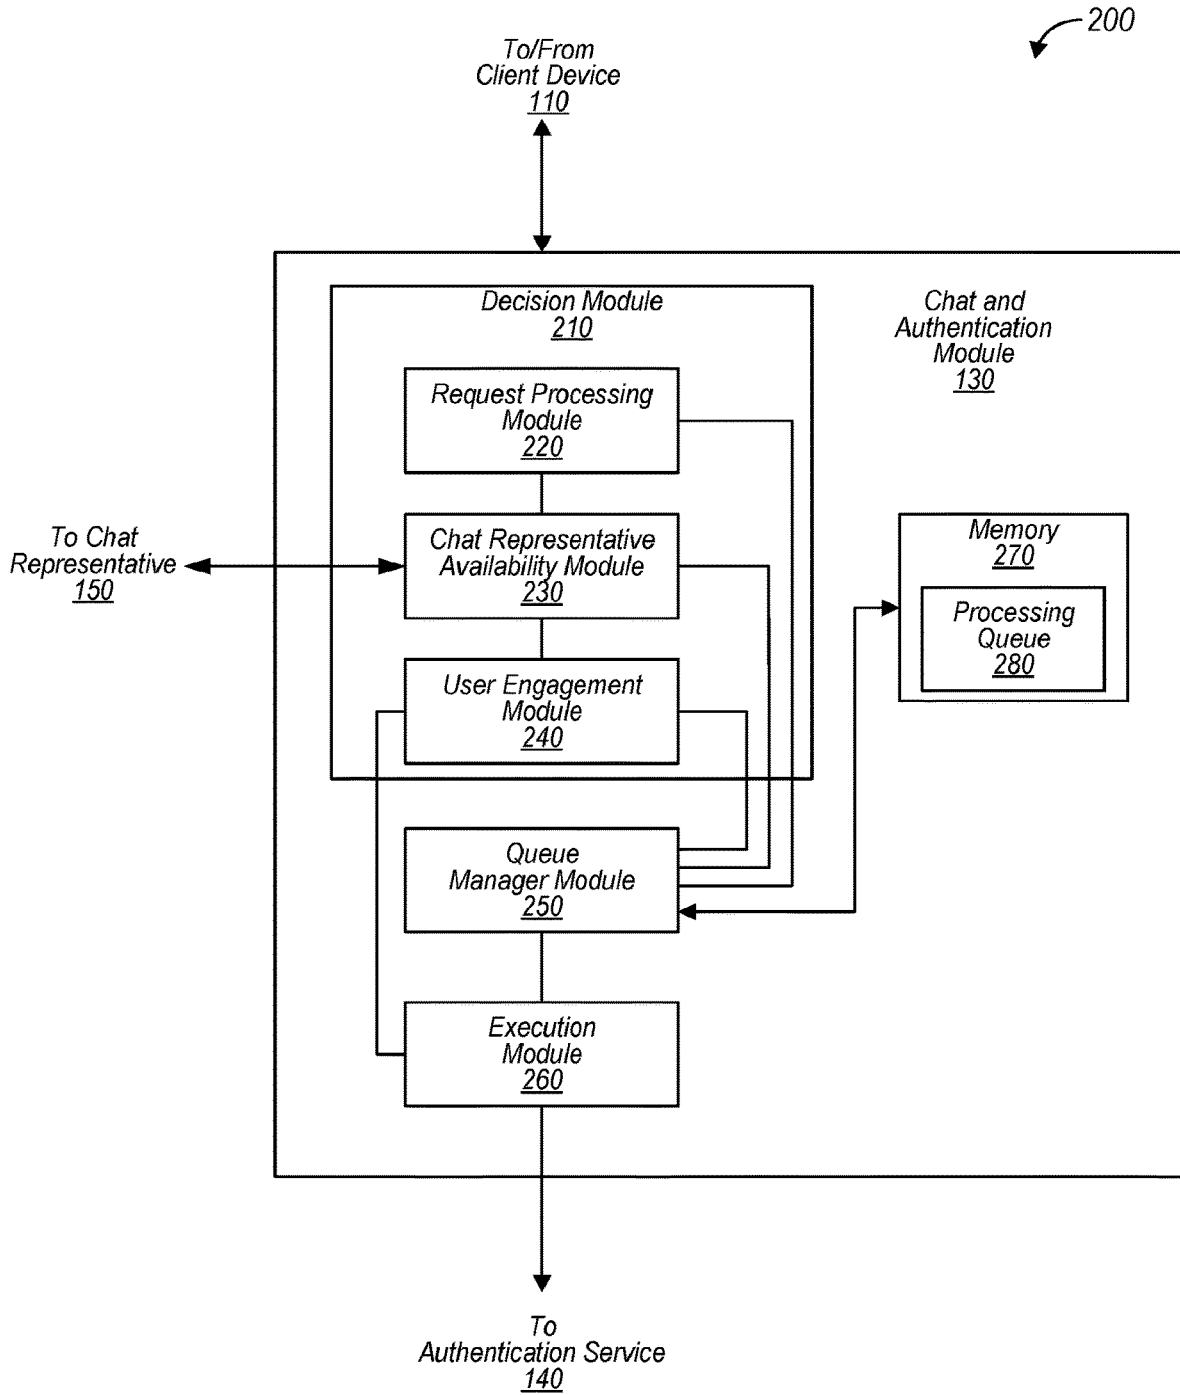 200
To/From
Client Device
110
Decision Module
210
Chat and
Authentication
Module
130
Request Processing
Module
220
To Chat
Representative
150
Chat Representative
Availability Module
230
Memory
270
Processing
Queue
280
User Engagement
Module
240
Queue
Manager Module
250
Execution
Module
260
To
Authentication Service
140